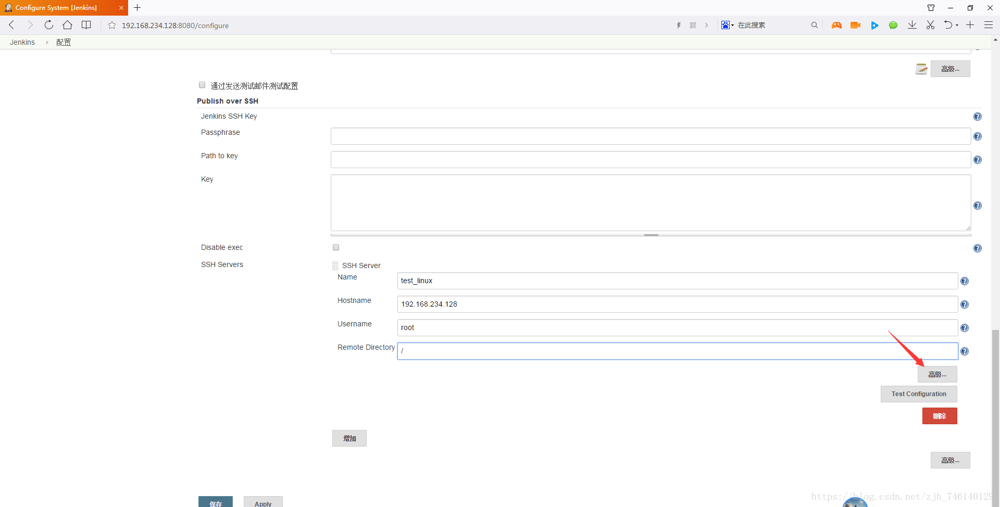 Configure System [Jenkins]
192.168.234.128:8080/configure
在此搜索
Jenkins
配置
高级...
通过发送测试邮件测试配置
Publish over SSH
Jenkins SSH Key
Passphrase
Path to key
Key
Disable exec
SSH Servers
SSH Server
Name
test_linux
Hostname
192.168.234.128
Username
root
Remote Directory
/
高级...
Test Configuration
删除
增加
高级...
https://blog.csdn.net/zjh_746140129
保存
Apply